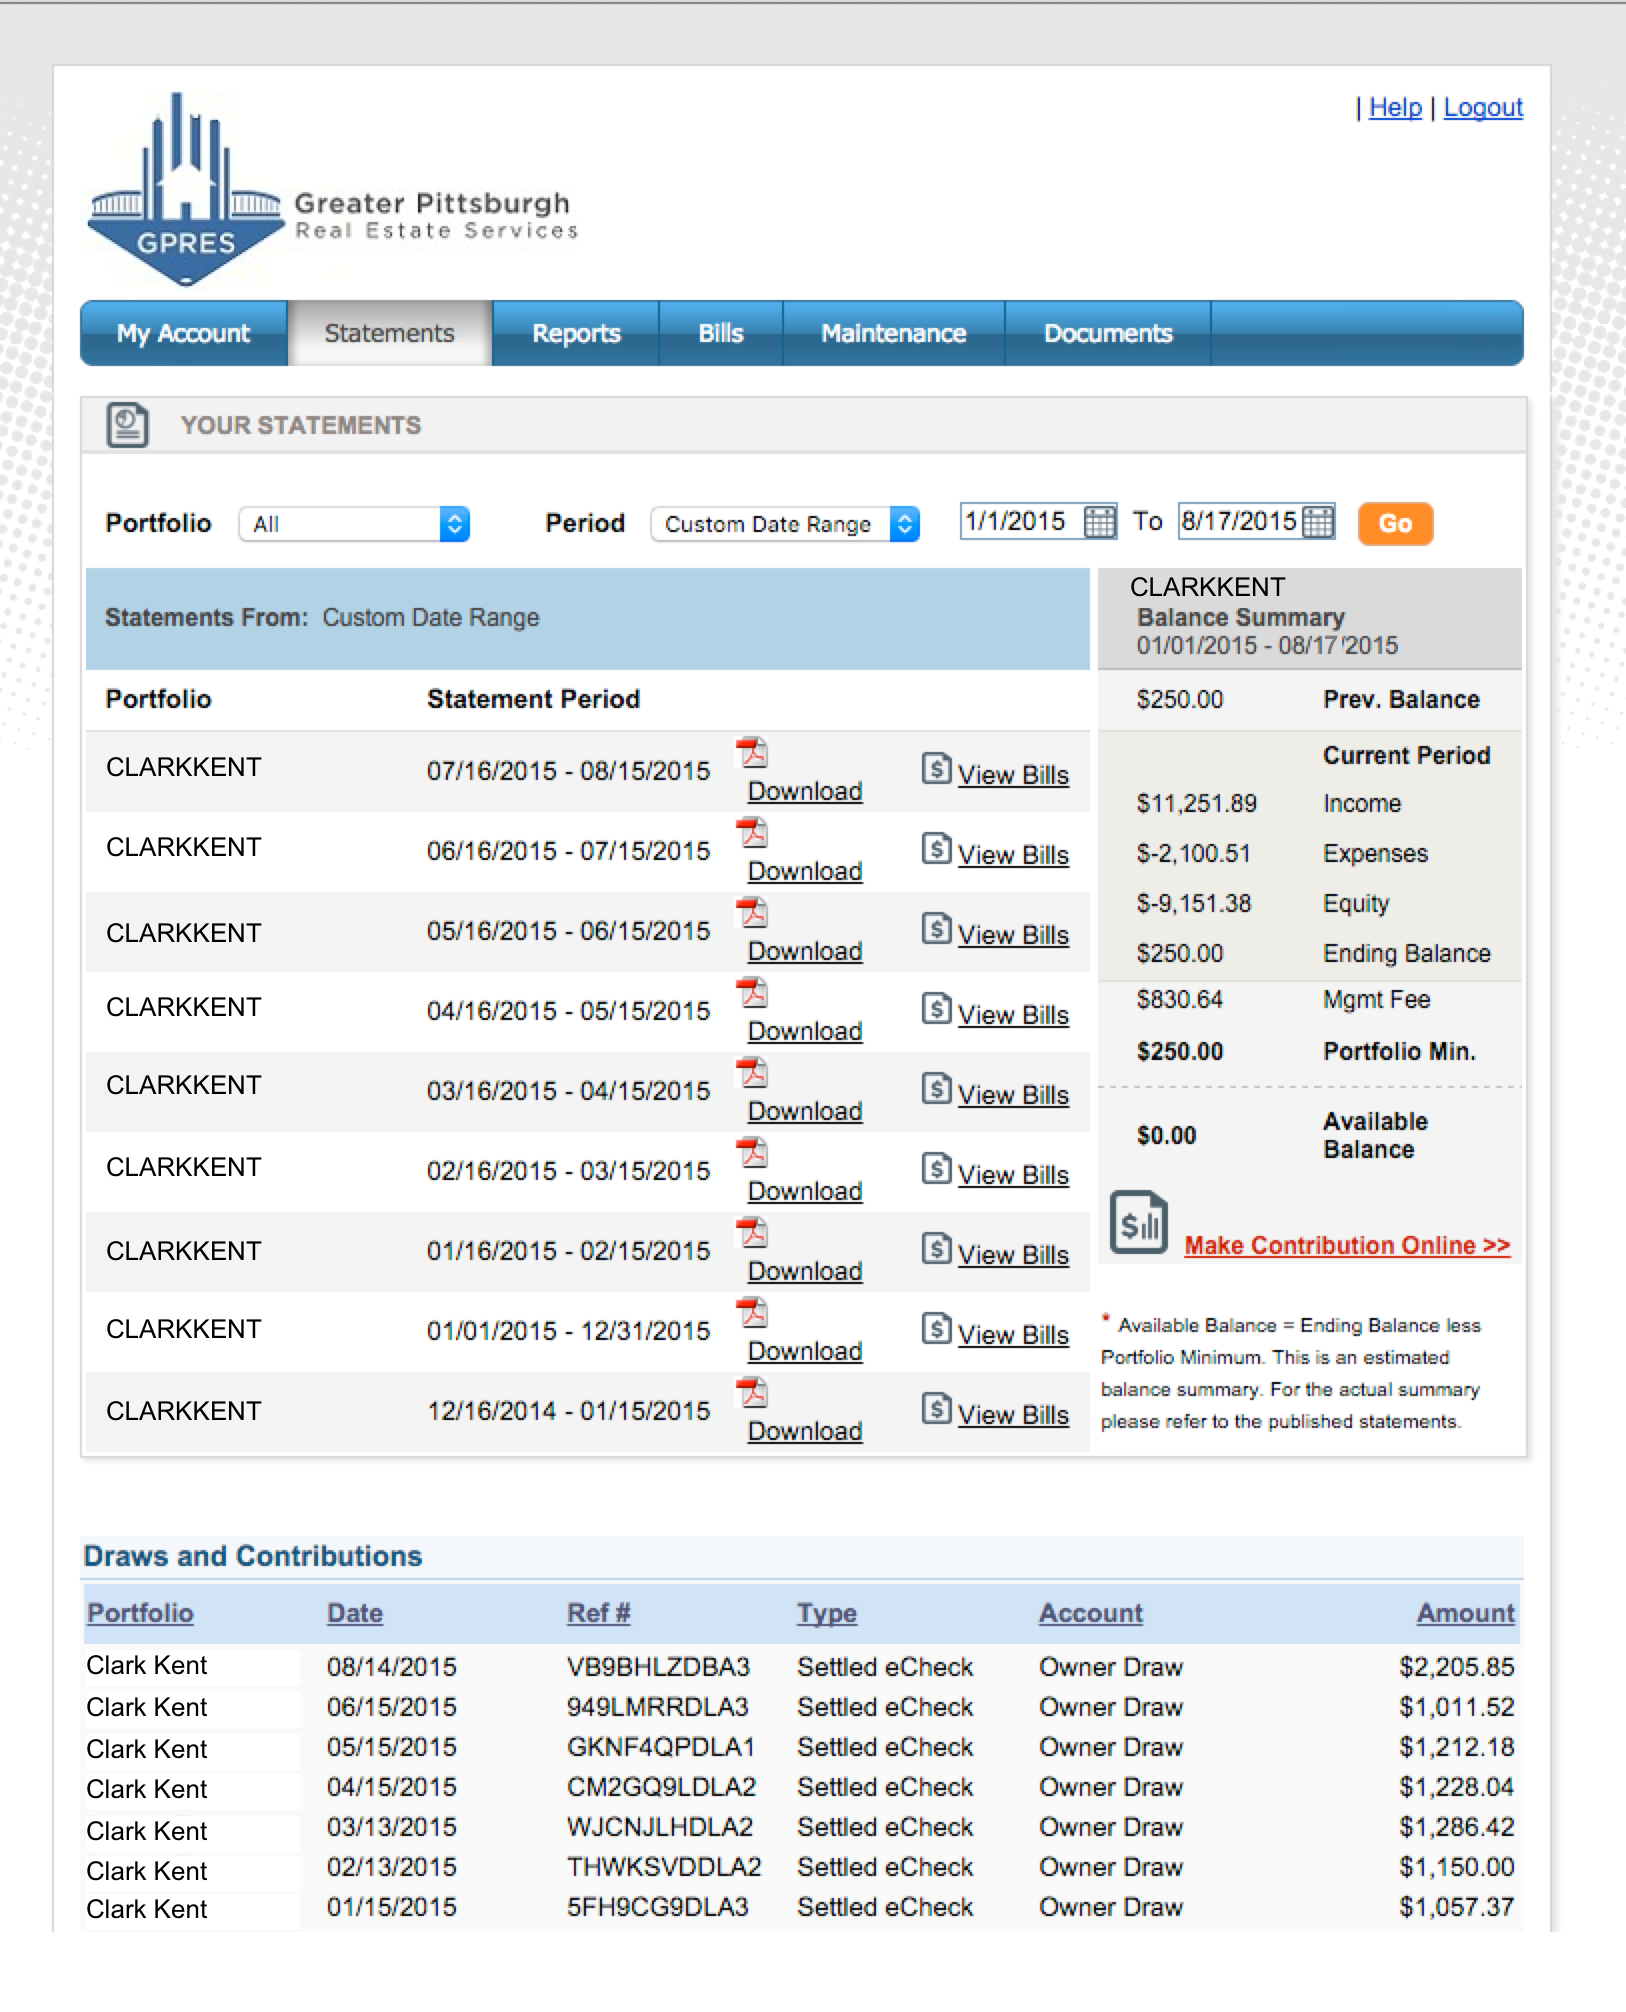 | Help | Logout
GPRES
Greater Pittsburgh
Real Estate Services
My Account Statements Reports Bills Maintenance Documents
YOUR STATEMENTS
Portfolio All Period Custom Date Range 1/1/2015 To 8/17/2015 Go
Statements From: Custom Date Range
Portfolio Statement Period
CLARKKENT 07/16/2015 - 08/15/2015 Download $ View Bills
CLARKKENT 06/16/2015 - 07/15/2015 Download $ View Bills
CLARKKENT 05/16/2015 - 06/15/2015 Download $ View Bills
CLARKKENT 04/16/2015 - 05/15/2015 Download $ View Bills
CLARKKENT 03/16/2015 - 04/15/2015 Download $ View Bills
CLARKKENT 02/16/2015 - 03/15/2015 Download $ View Bills
CLARKKENT 01/16/2015 - 02/15/2015 Download $ View Bills
CLARKKENT 01/01/2015 - 12/31/2015 Download $ View Bills
CLARKKENT 12/16/2014 - 01/15/2015 Download $ View Bills
CLARKKENT
Balance Summary
01/01/2015 - 08/17/2015
$250.00 Prev. Balance
Current Period
$11,251.89 Income
$-2,100.51 Expenses
$-9,151.38 Equity
$250.00 Ending Balance
$830.64 Mgmt Fee
$250.00 Portfolio Min.
$0.00 Available
Balance
$ Make Contribution Online >>
* Available Balance = Ending Balance less
Portfolio Minimum. This is an estimated
balance summary. For the actual summary
please refer to the published statements.
Draws and Contributions
Portfolio Date Ref # Type Account Amount
Clark Kent 08/14/2015 VB9BHLZDBA3 Settled eCheck Owner Draw $2,205.85
Clark Kent 06/15/2015 949LMRRDLA3 Settled eCheck Owner Draw $1,011.52
Clark Kent 05/15/2015 GKNF4QPDLA1 Settled eCheck Owner Draw $1,212.18
Clark Kent 04/15/2015 CM2GQ9LDLA2 Settled eCheck Owner Draw $1,228.04
Clark Kent 03/13/2015 WJCNJLHDLA2 Settled eCheck Owner Draw $1,286.42
Clark Kent 02/13/2015 THWKSVDDLA2 Settled eCheck Owner Draw $1,150.00
Clark Kent 01/15/2015 5FH9CG9DLA3 Settled eCheck Owner Draw $1,057.37